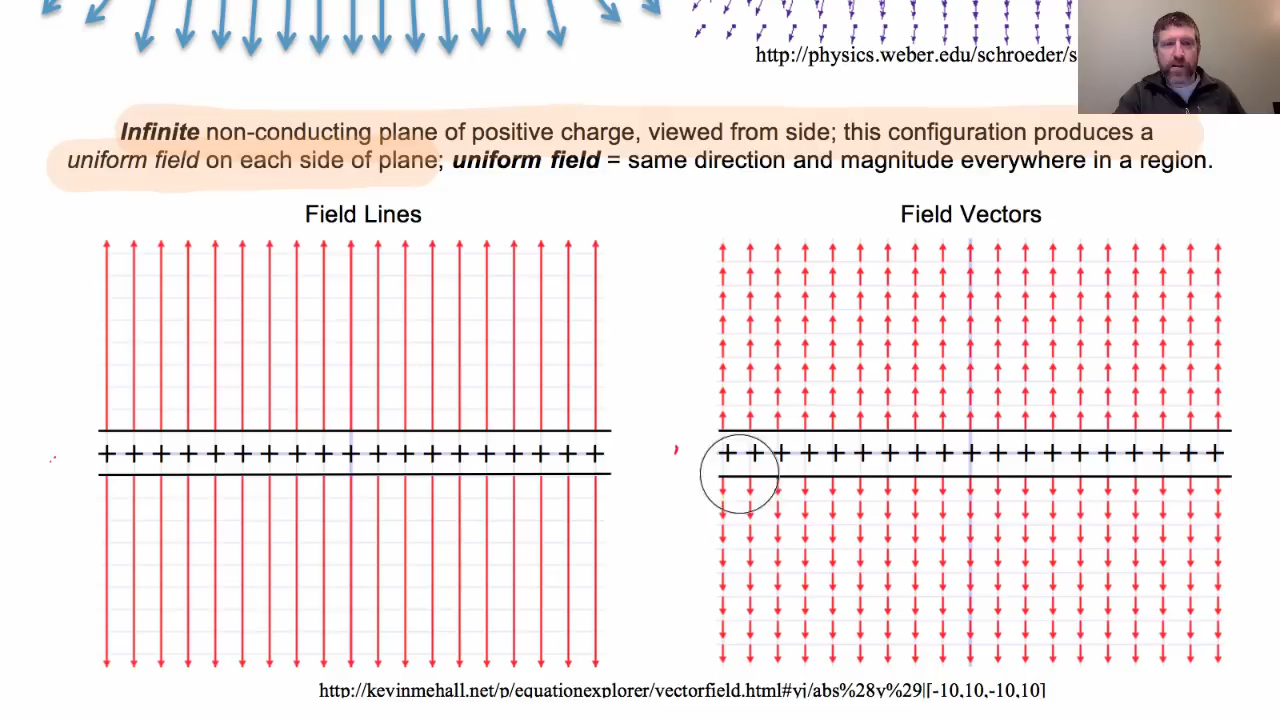 http://physics.weber.edu/schroeder/s
Infinite non-conducting plane of positive charge, viewed from side; this configuration produces a
uniform field on each side of plane; uniform field = same direction and magnitude everywhere in a region.
Field Lines
Field Vectors
+ + + + + + + + + + + + + + + + + + +
+ + + + + + + + + + + + + + + + + + +
http://kevinmehall.net/p/equationexplorer/vectorfield.html#yj/abs%28y%29|[-10,10,-10,10]